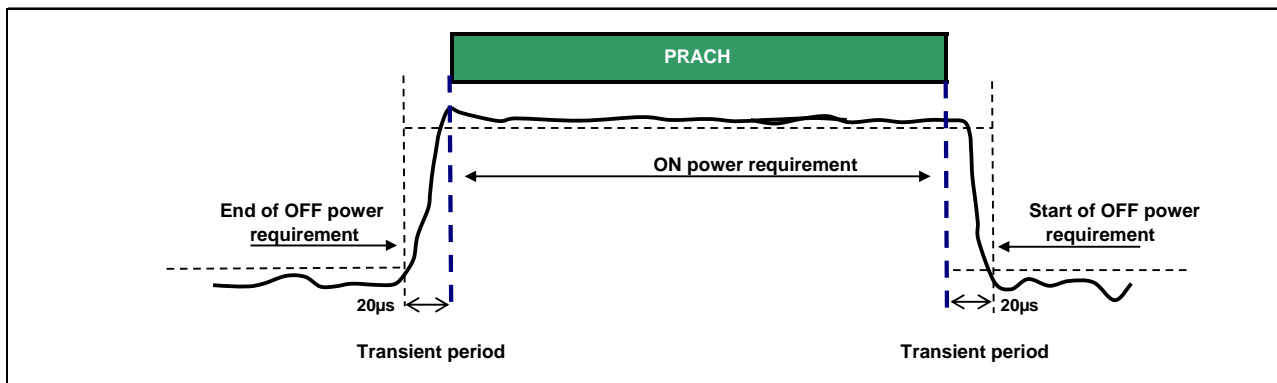 PRACH
ON power requirement
End of OFF power
requirement
Start of OFF power
requirement
20µs
20µs
Transient period
Transient period